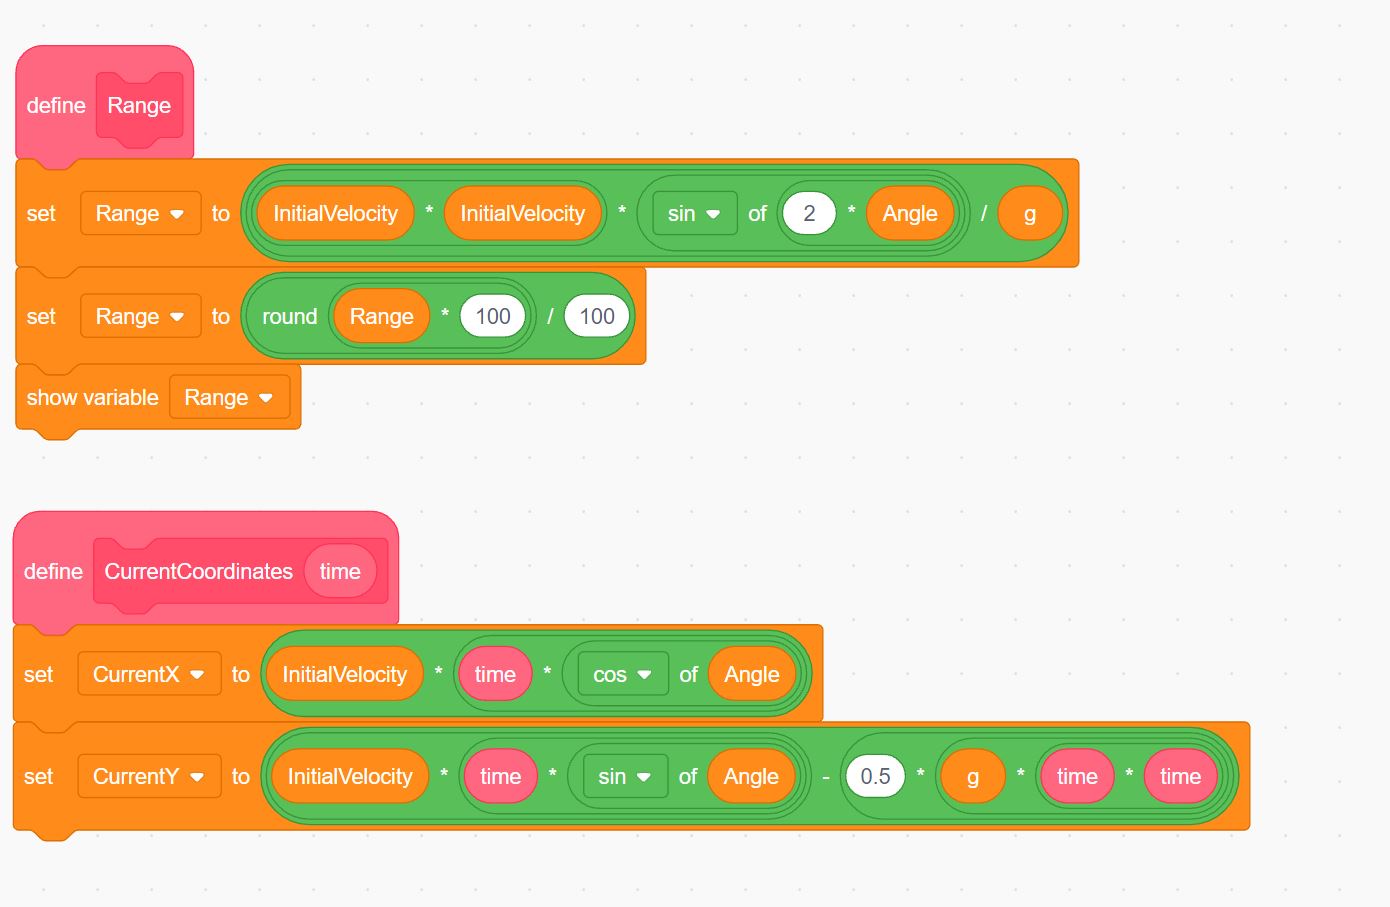 define Range
set Range to InitialVelocity * InitialVelocity * sin of 2 * Angle / g
set Range to round Range * 100 / 100
show variable Range
define CurrentCoordinates time
set CurrentX to InitialVelocity * time * cos of Angle
set CurrentY to InitialVelocity * time * sin of Angle - 0.5 * g * time * time